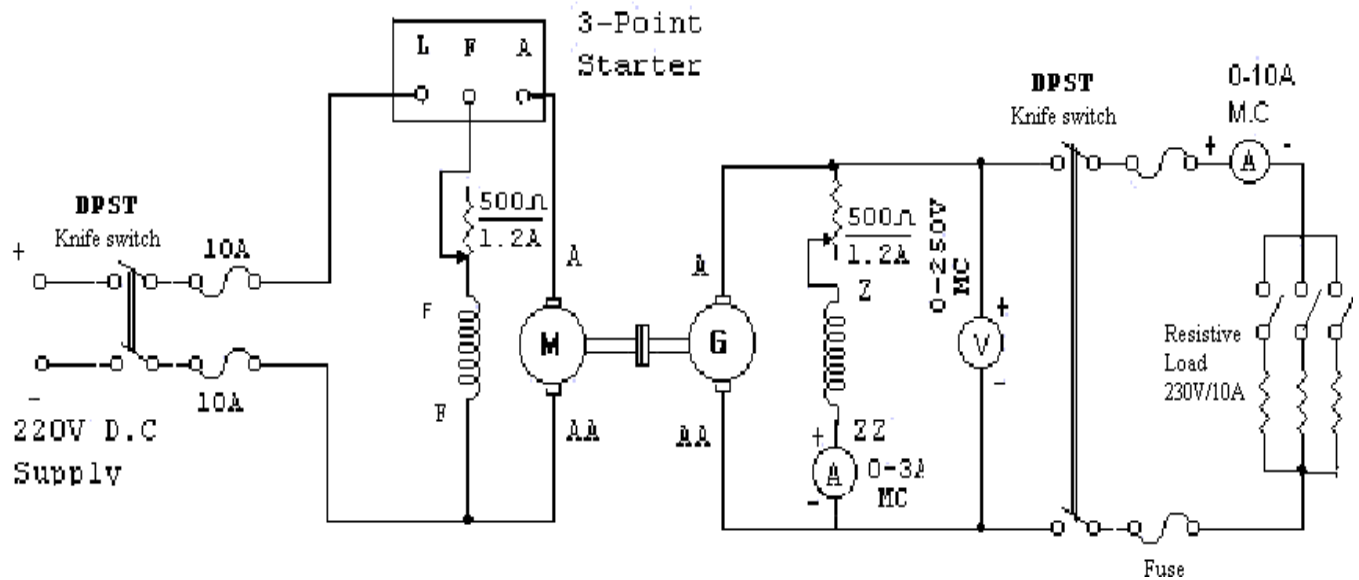 3-Point
Starter
L F A
DPST
Knife switch
0-10A
M.C
+ A -
DPST
Knife switch
10A
+
500Ω
1.2A
A
F
M
F
AA
10A
-
220V D.C
Supply
A
G
AA
500Ω
1.2A
Z
ZZ
+
A
-
0-3A
MC
0-250V
MC
+
V
-
Resistive
Load
230V/10A
Fuse